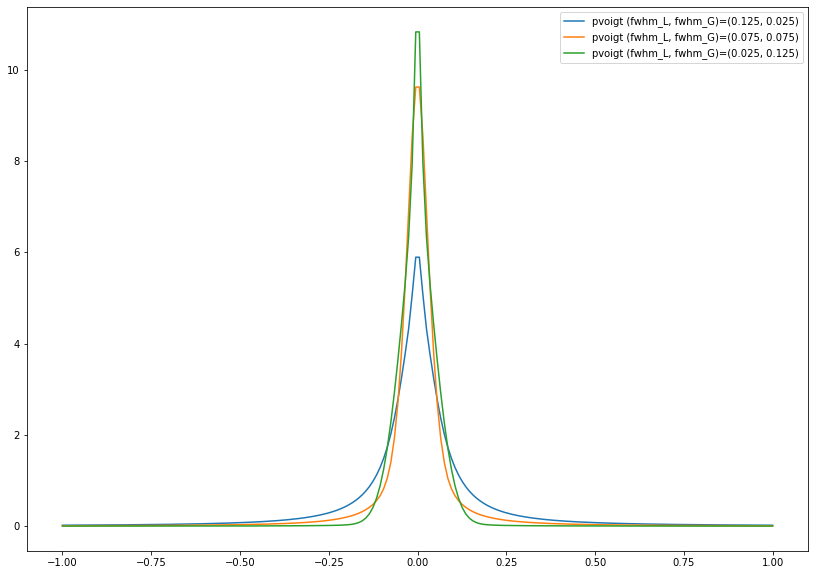 pvoigt (fwhm_L, fwhm_G)=(0.125, 0.025)
pvoigt (fwhm_L, fwhm_G)=(0.075, 0.075)
pvoigt (fwhm_L, fwhm_G)=(0.025, 0.125)
10
8
6
4
2
0
−1.00 −0.75 −0.50 −0.25 0.00 0.25 0.50 0.75 1.00